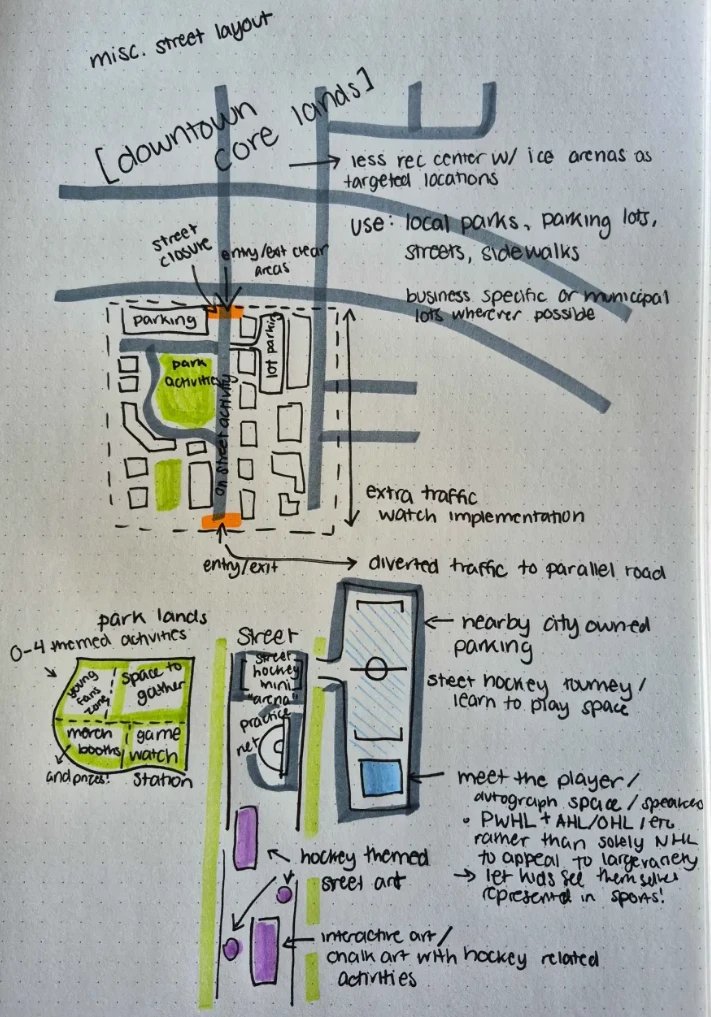 misc. street layout
[downtown
core lands]
→ less rec center w/ ice arenas as
targeted locations
use: local parks, parking lots,
streets, sidewalks
business specific or municipal
lots wherever possible
street
closure
entry/exit clear
areas
parking
lot parking
park
activities
on street activity
extra traffic
watch implementation
entry/exit
diverted traffic to parallel road
park lands
0-4 themed activities
young
fans
zone
space to
gather
merch
booths
game
watch
station
and prizes!
Street
street
hockey
mini
"arena"
practice
net
nearby city owned
parking
steet hockey tourney /
learn to play space
meet the player /
autograph space / speakers
• PWHL + AHL/OHL / etc
rather than solely NHL
to appeal to large variety
→ let kids see themselves
represented in sports!
hockey themed
street art
interactive art /
chalk art with hockey related
activities